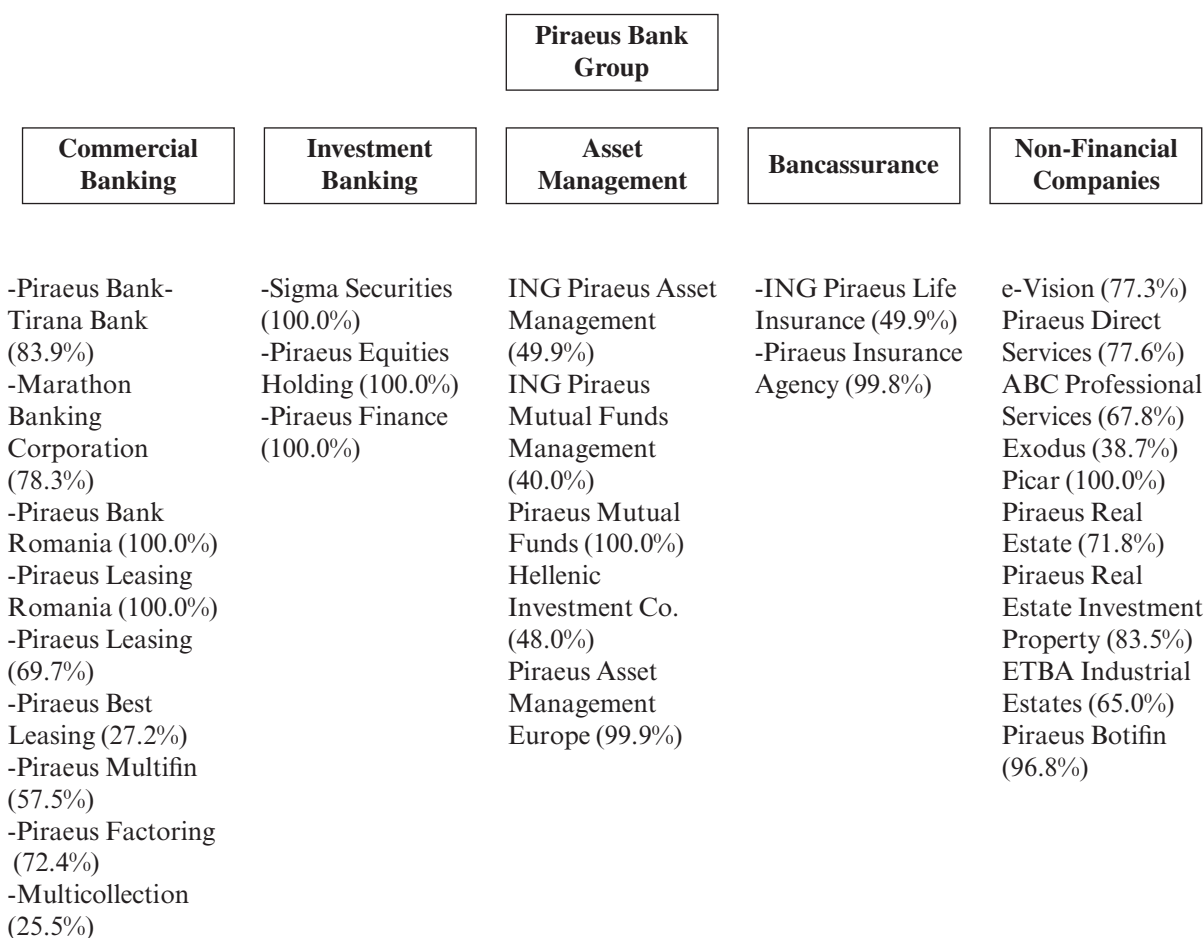 Piraeus Bank
Group
Commercial
Banking
Investment
Banking
Asset
Management
Bancassurance
Non-Financial
Companies
-Piraeus Bank-
Tirana Bank
(83.9%)
-Marathon
Banking
Corporation
(78.3%)
-Piraeus Bank
Romania (100.0%)
-Piraeus Leasing
Romania (100.0%)
-Piraeus Leasing
(69.7%)
-Piraeus Best
Leasing (27.2%)
-Piraeus Multifin
(57.5%)
-Piraeus Factoring
(72.4%)
-Multicollection
(25.5%)
-Sigma Securities
(100.0%)
-Piraeus Equities
Holding (100.0%)
-Piraeus Finance
(100.0%)
ING Piraeus Asset
Management
(49.9%)
ING Piraeus
Mutual Funds
Management
(40.0%)
Piraeus Mutual
Funds (100.0%)
Hellenic
Investment Co.
(48.0%)
Piraeus Asset
Management
Europe (99.9%)
-ING Piraeus Life
Insurance (49.9%)
-Piraeus Insurance
Agency (99.8%)
e-Vision (77.3%)
Piraeus Direct
Services (77.6%)
ABC Professional
Services (67.8%)
Exodus (38.7%)
Picar (100.0%)
Piraeus Real
Estate (71.8%)
Piraeus Real
Estate Investment
Property (83.5%)
ETBA Industrial
Estates (65.0%)
Piraeus Botifin
(96.8%)